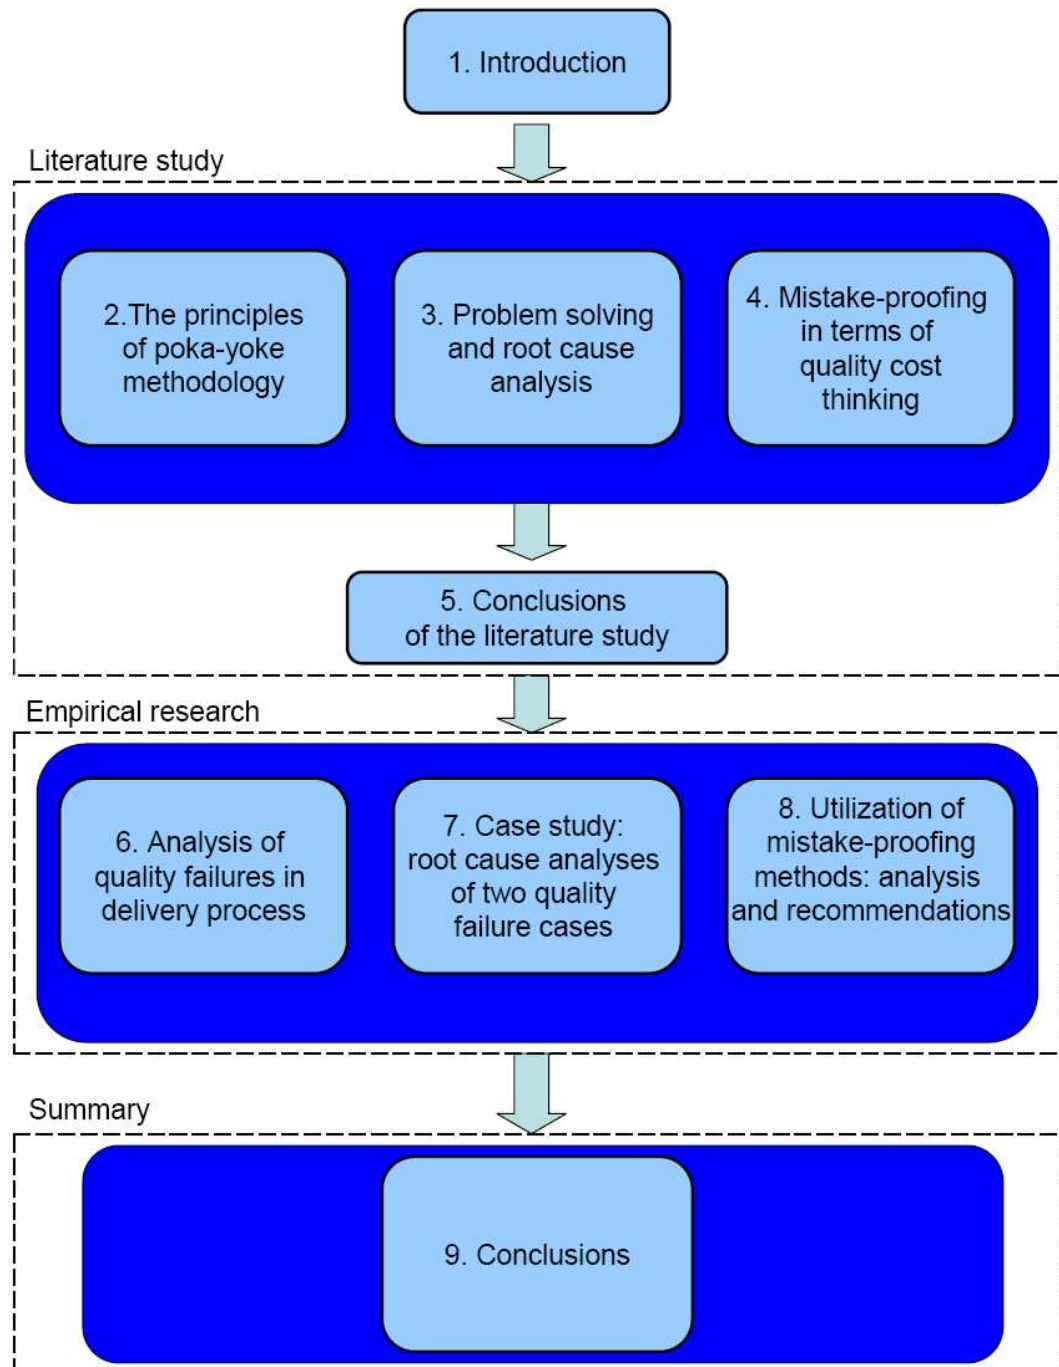 1. Introduction
Literature study
2.The principles
of poka-yoke
methodology
3. Problem solving
and root cause
analysis
4. Mistake-proofing
in terms of
quality cost
thinking
5. Conclusions
of the literature study
Empirical research
6. Analysis of
quality failures in
delivery process
7. Case study:
root cause analyses
of two quality
failure cases
8. Utilization of
mistake-proofing
methods: analysis
and recommendations
Summary
9. Conclusions